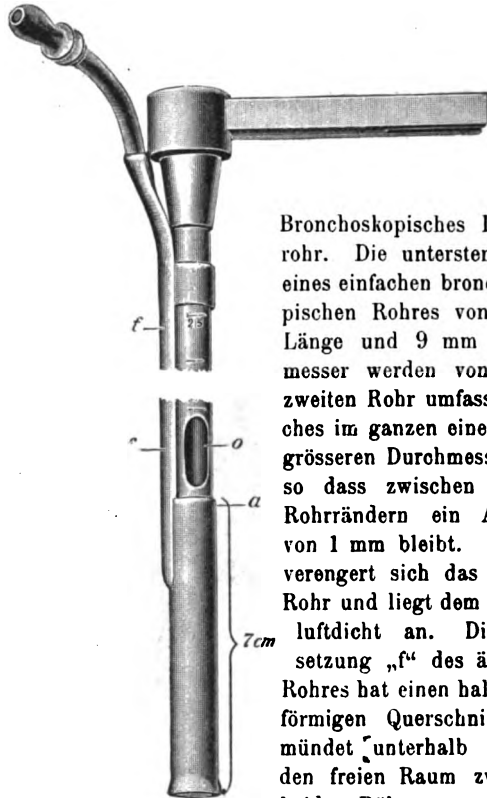 Bronchoskopisches
rohr. Die unterster
eines einfachen bronc
pischen Rohres von
Länge und 9 mm
messer werden von
zweiten Rohr umfass
ches im ganzen eine
grösseren Durchmess
so dass zwischen
Rohrrändern ein A
von 1 mm bleibt.
verengert sich das
Rohr und liegt dem
luftdicht an. Di
setzung „f“ des ä
Rohres hat einen hal
förmigen Querschni
mündet unterhalb
den freien Raum z
25
f
o
a
7cm